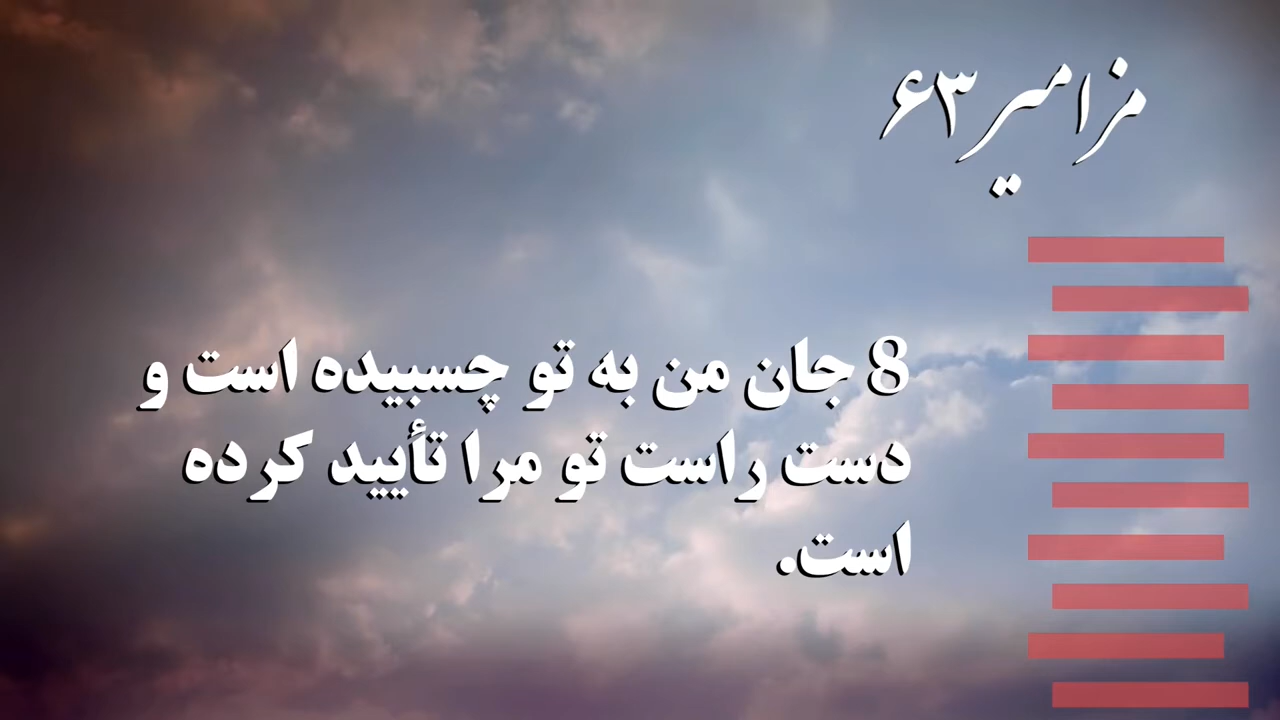 مزامیر ۶۳
8 جان من به تو چسبیده است و
دست راست تو مرا تأیید کرده
است.